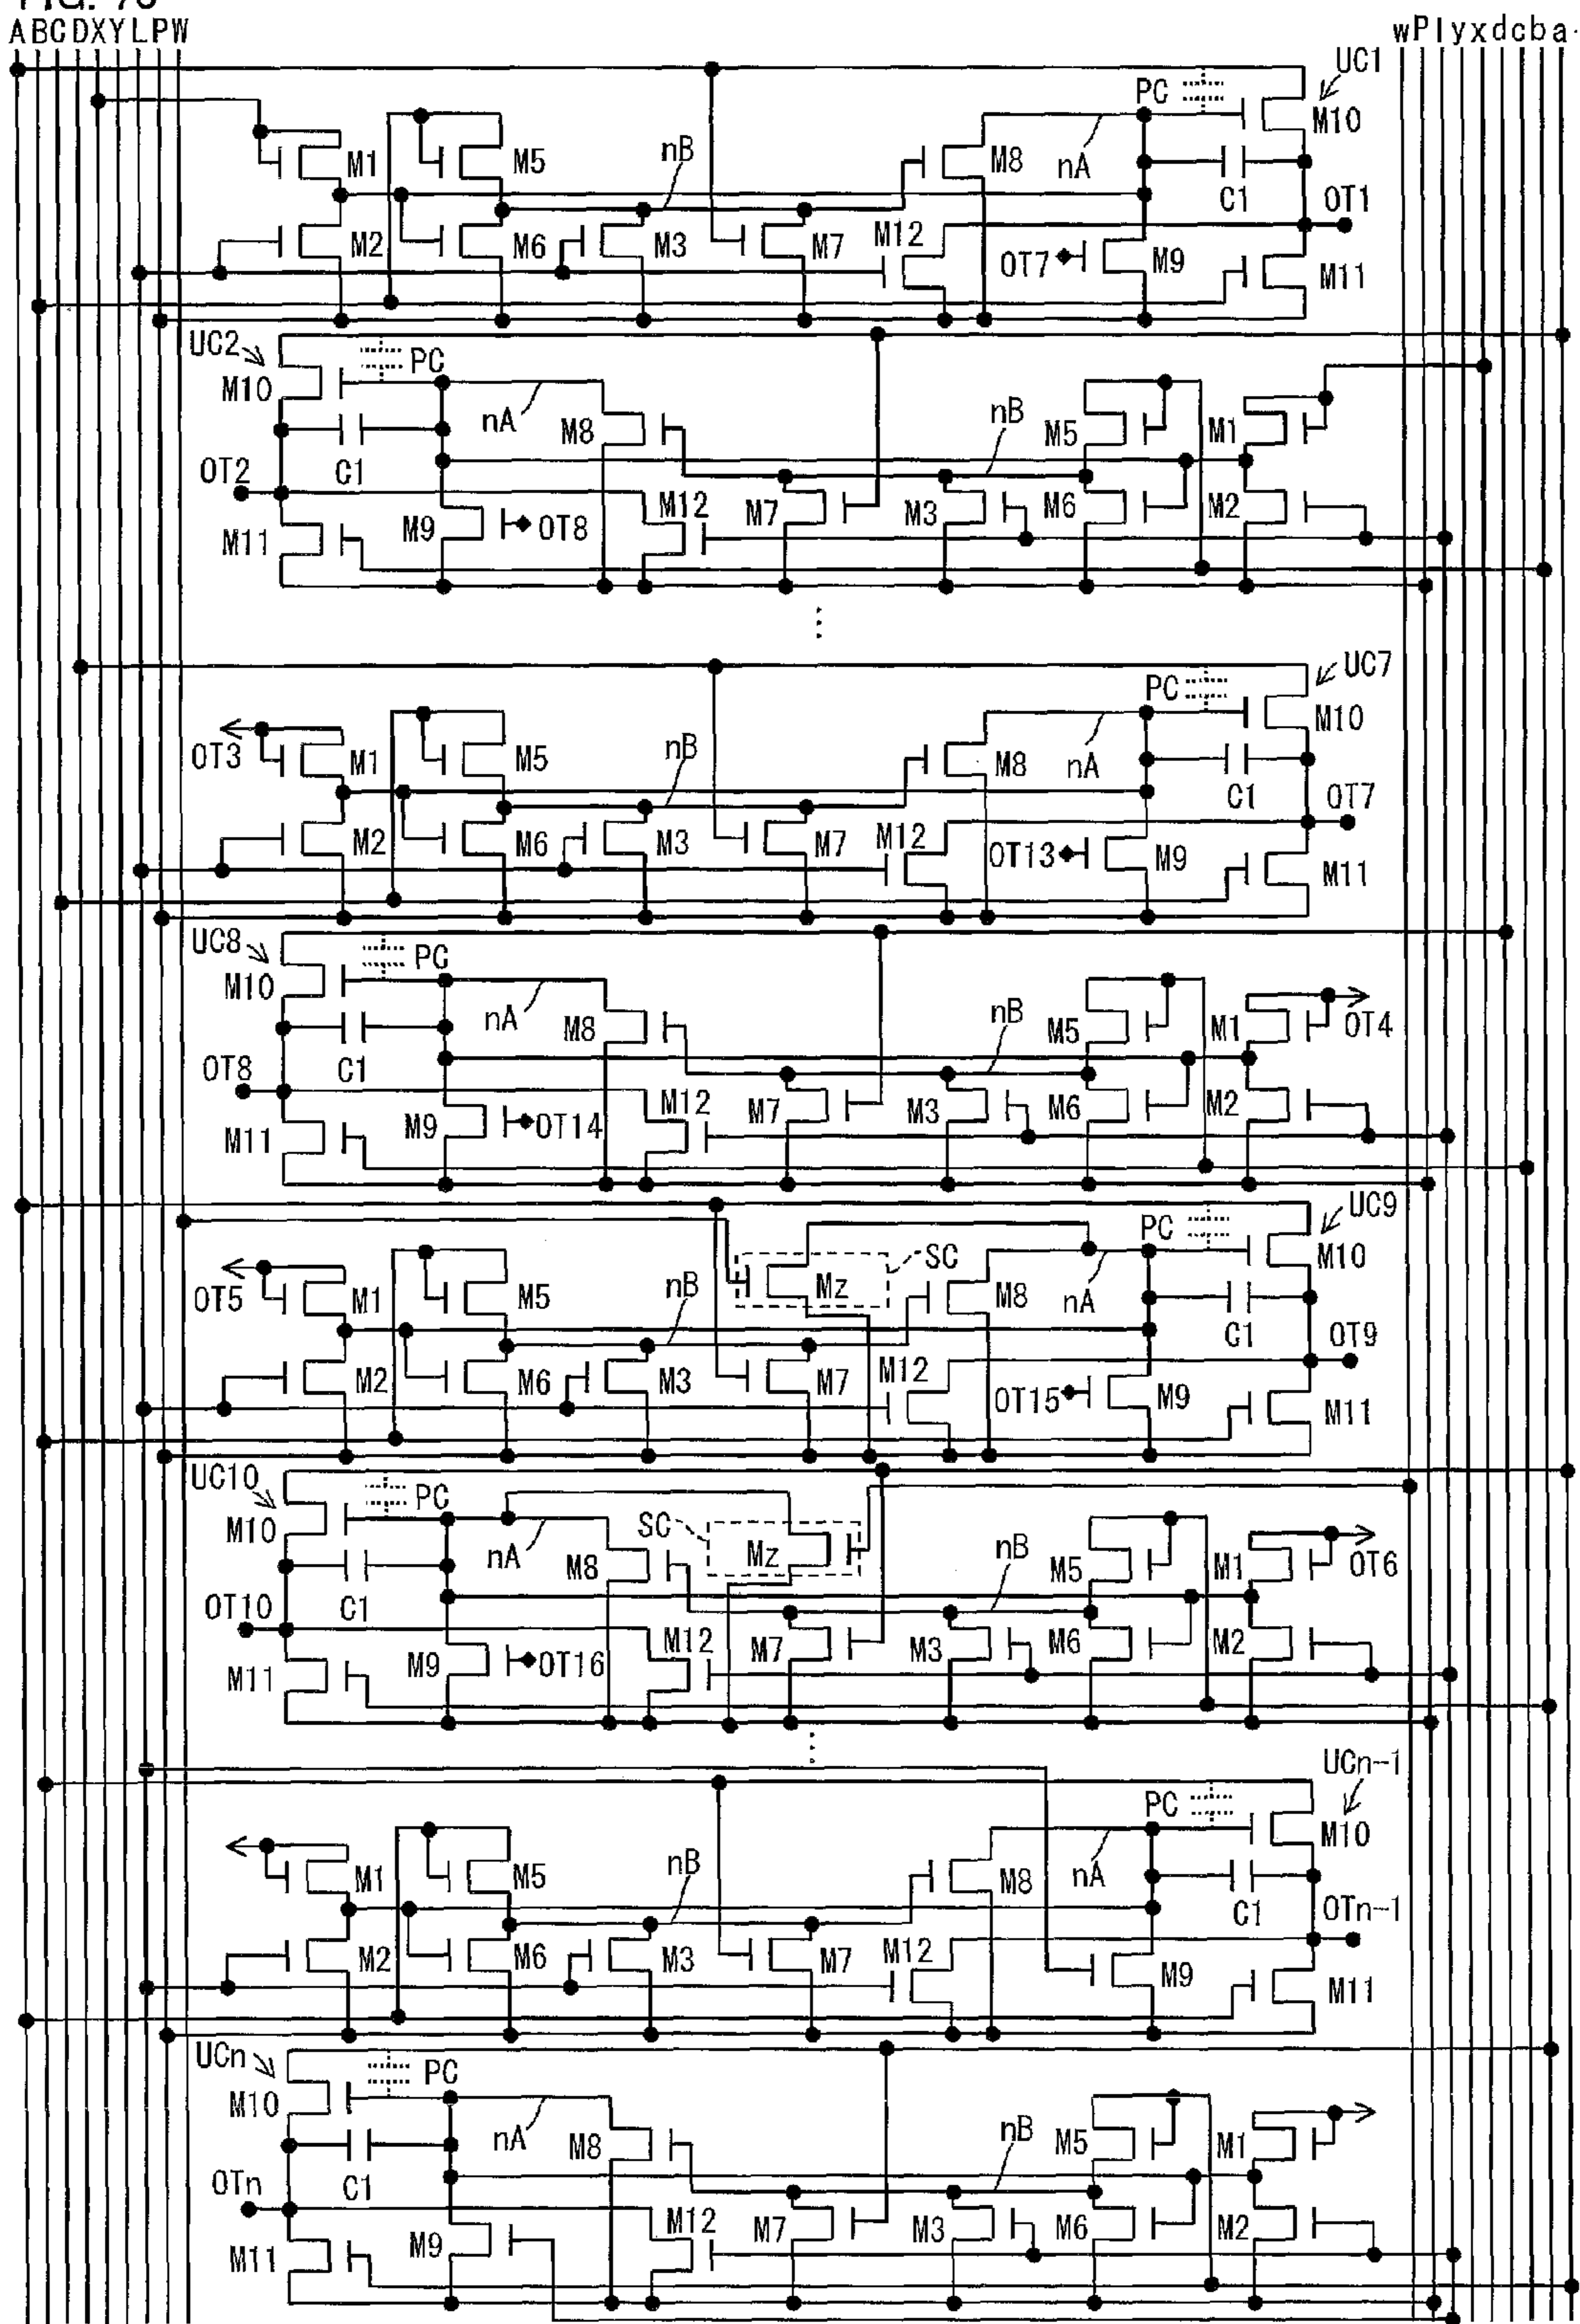 A B C D X Y L P W
w P l y x d c b a
UC1
PC
M10
M1
M5
nB
M8
nA
C1
OT1
M2
M6
M3
M7
M12
OT7
M9
M11
UC2
PC
M10
nA
M8
nB
M5
M1
OT2
C1
M11
M9
OT8
M12
M7
M3
M6
M2
UC7
PC
M10
OT3
M1
M5
nB
M8
nA
C1
OT7
M2
M6
M3
M7
M12
OT13
M9
M11
UC8
PC
M10
nA
M8
nB
M5
M1
OT4
OT8
C1
M11
M9
OT14
M12
M7
M3
M6
M2
UC9
PC
SC
M10
OT5
M1
M5
nB
Mz
M8
nA
C1
OT9
M2
M6
M3
M7
M12
OT15
M9
M11
UC10
PC
M10
SC
nA
M8
Mz
nB
M5
M1
OT6
OT10
C1
M11
M9
OT16
M12
M7
M3
M6
M2
UCn-1
PC
M10
M1
M5
nB
M8
nA
C1
OTn-1
M2
M6
M3
M7
M12
M9
M11
UCn
PC
M10
nA
M8
nB
M5
M1
OTn
C1
M11
M9
M12
M7
M3
M6
M2